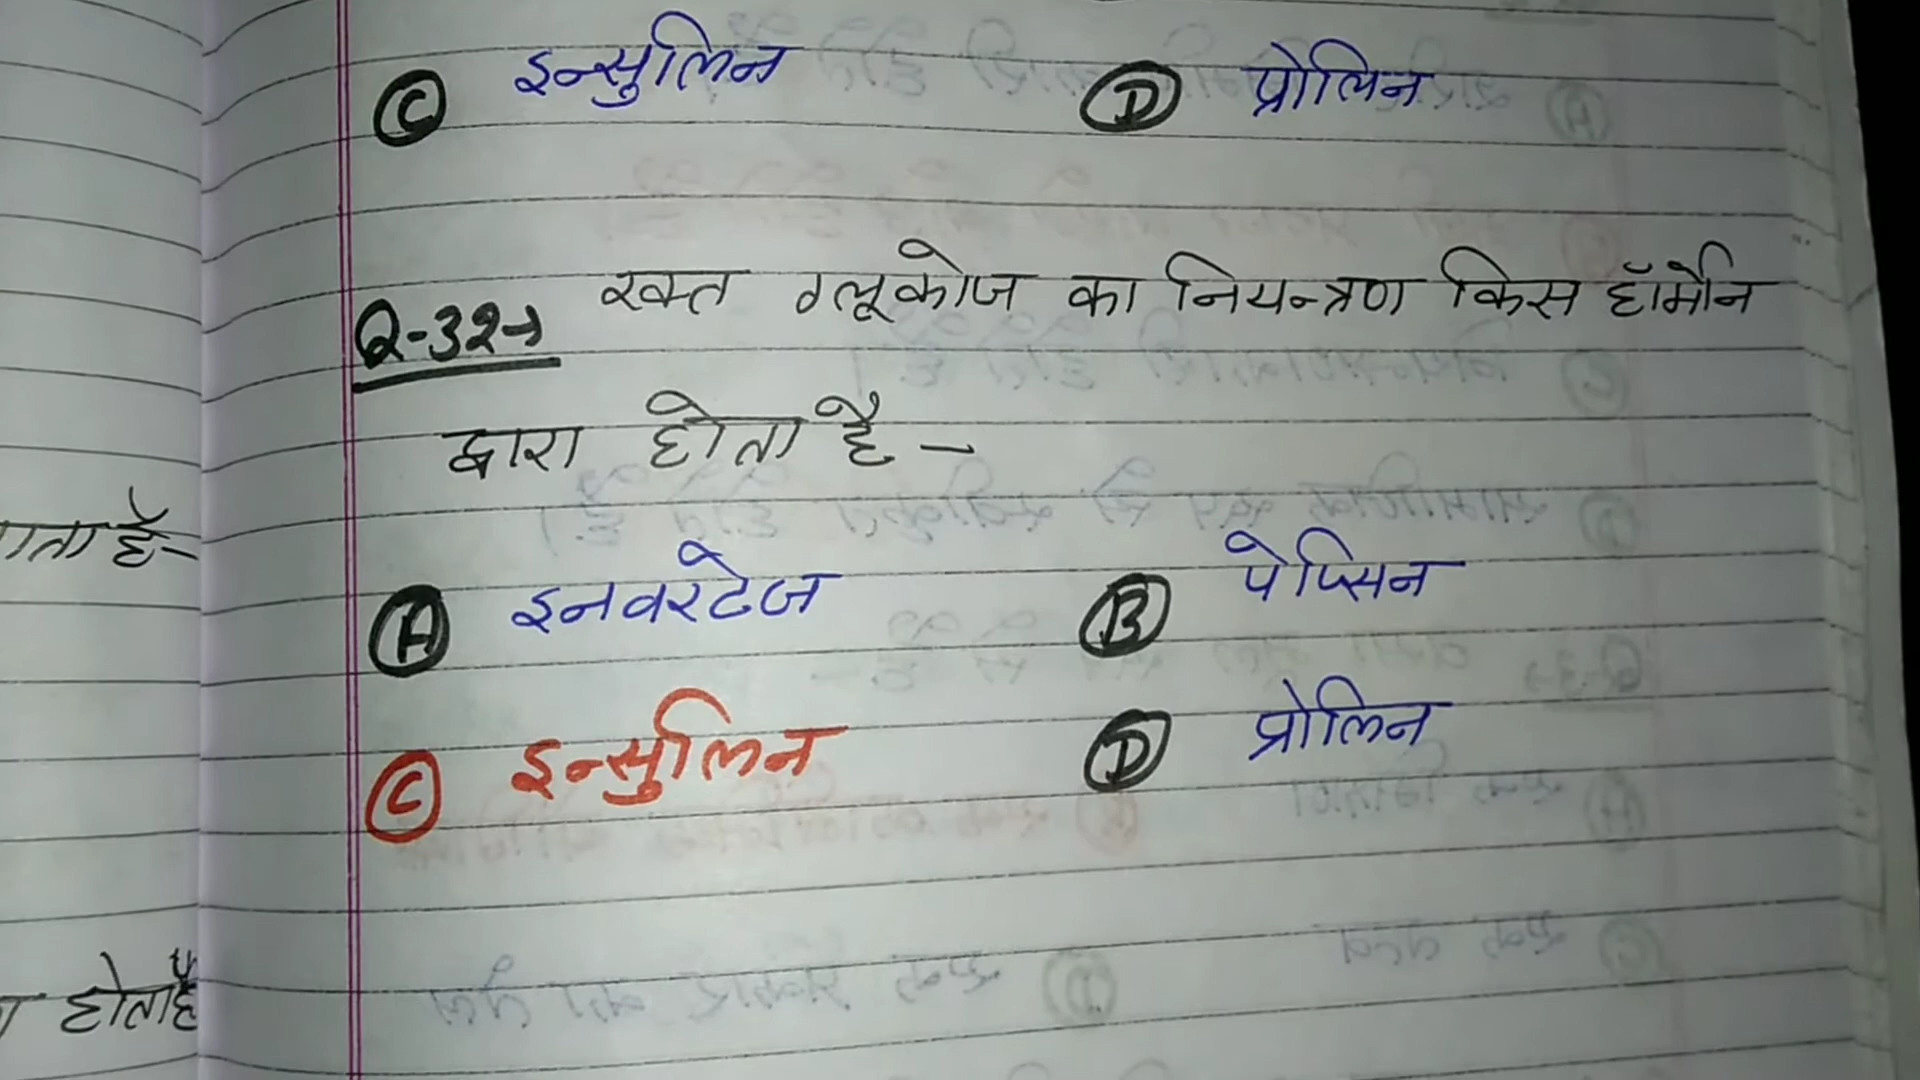 C इन्सुलिन D प्रोलिन
Q-32→ रक्त ग्लूकोज का नियन्त्रण किस हॉर्मोन
द्वारा होता है -
ाता है-
A इनवरटेज B पेप्सिन
C इन्सुलिन D प्रोलिन
होता है